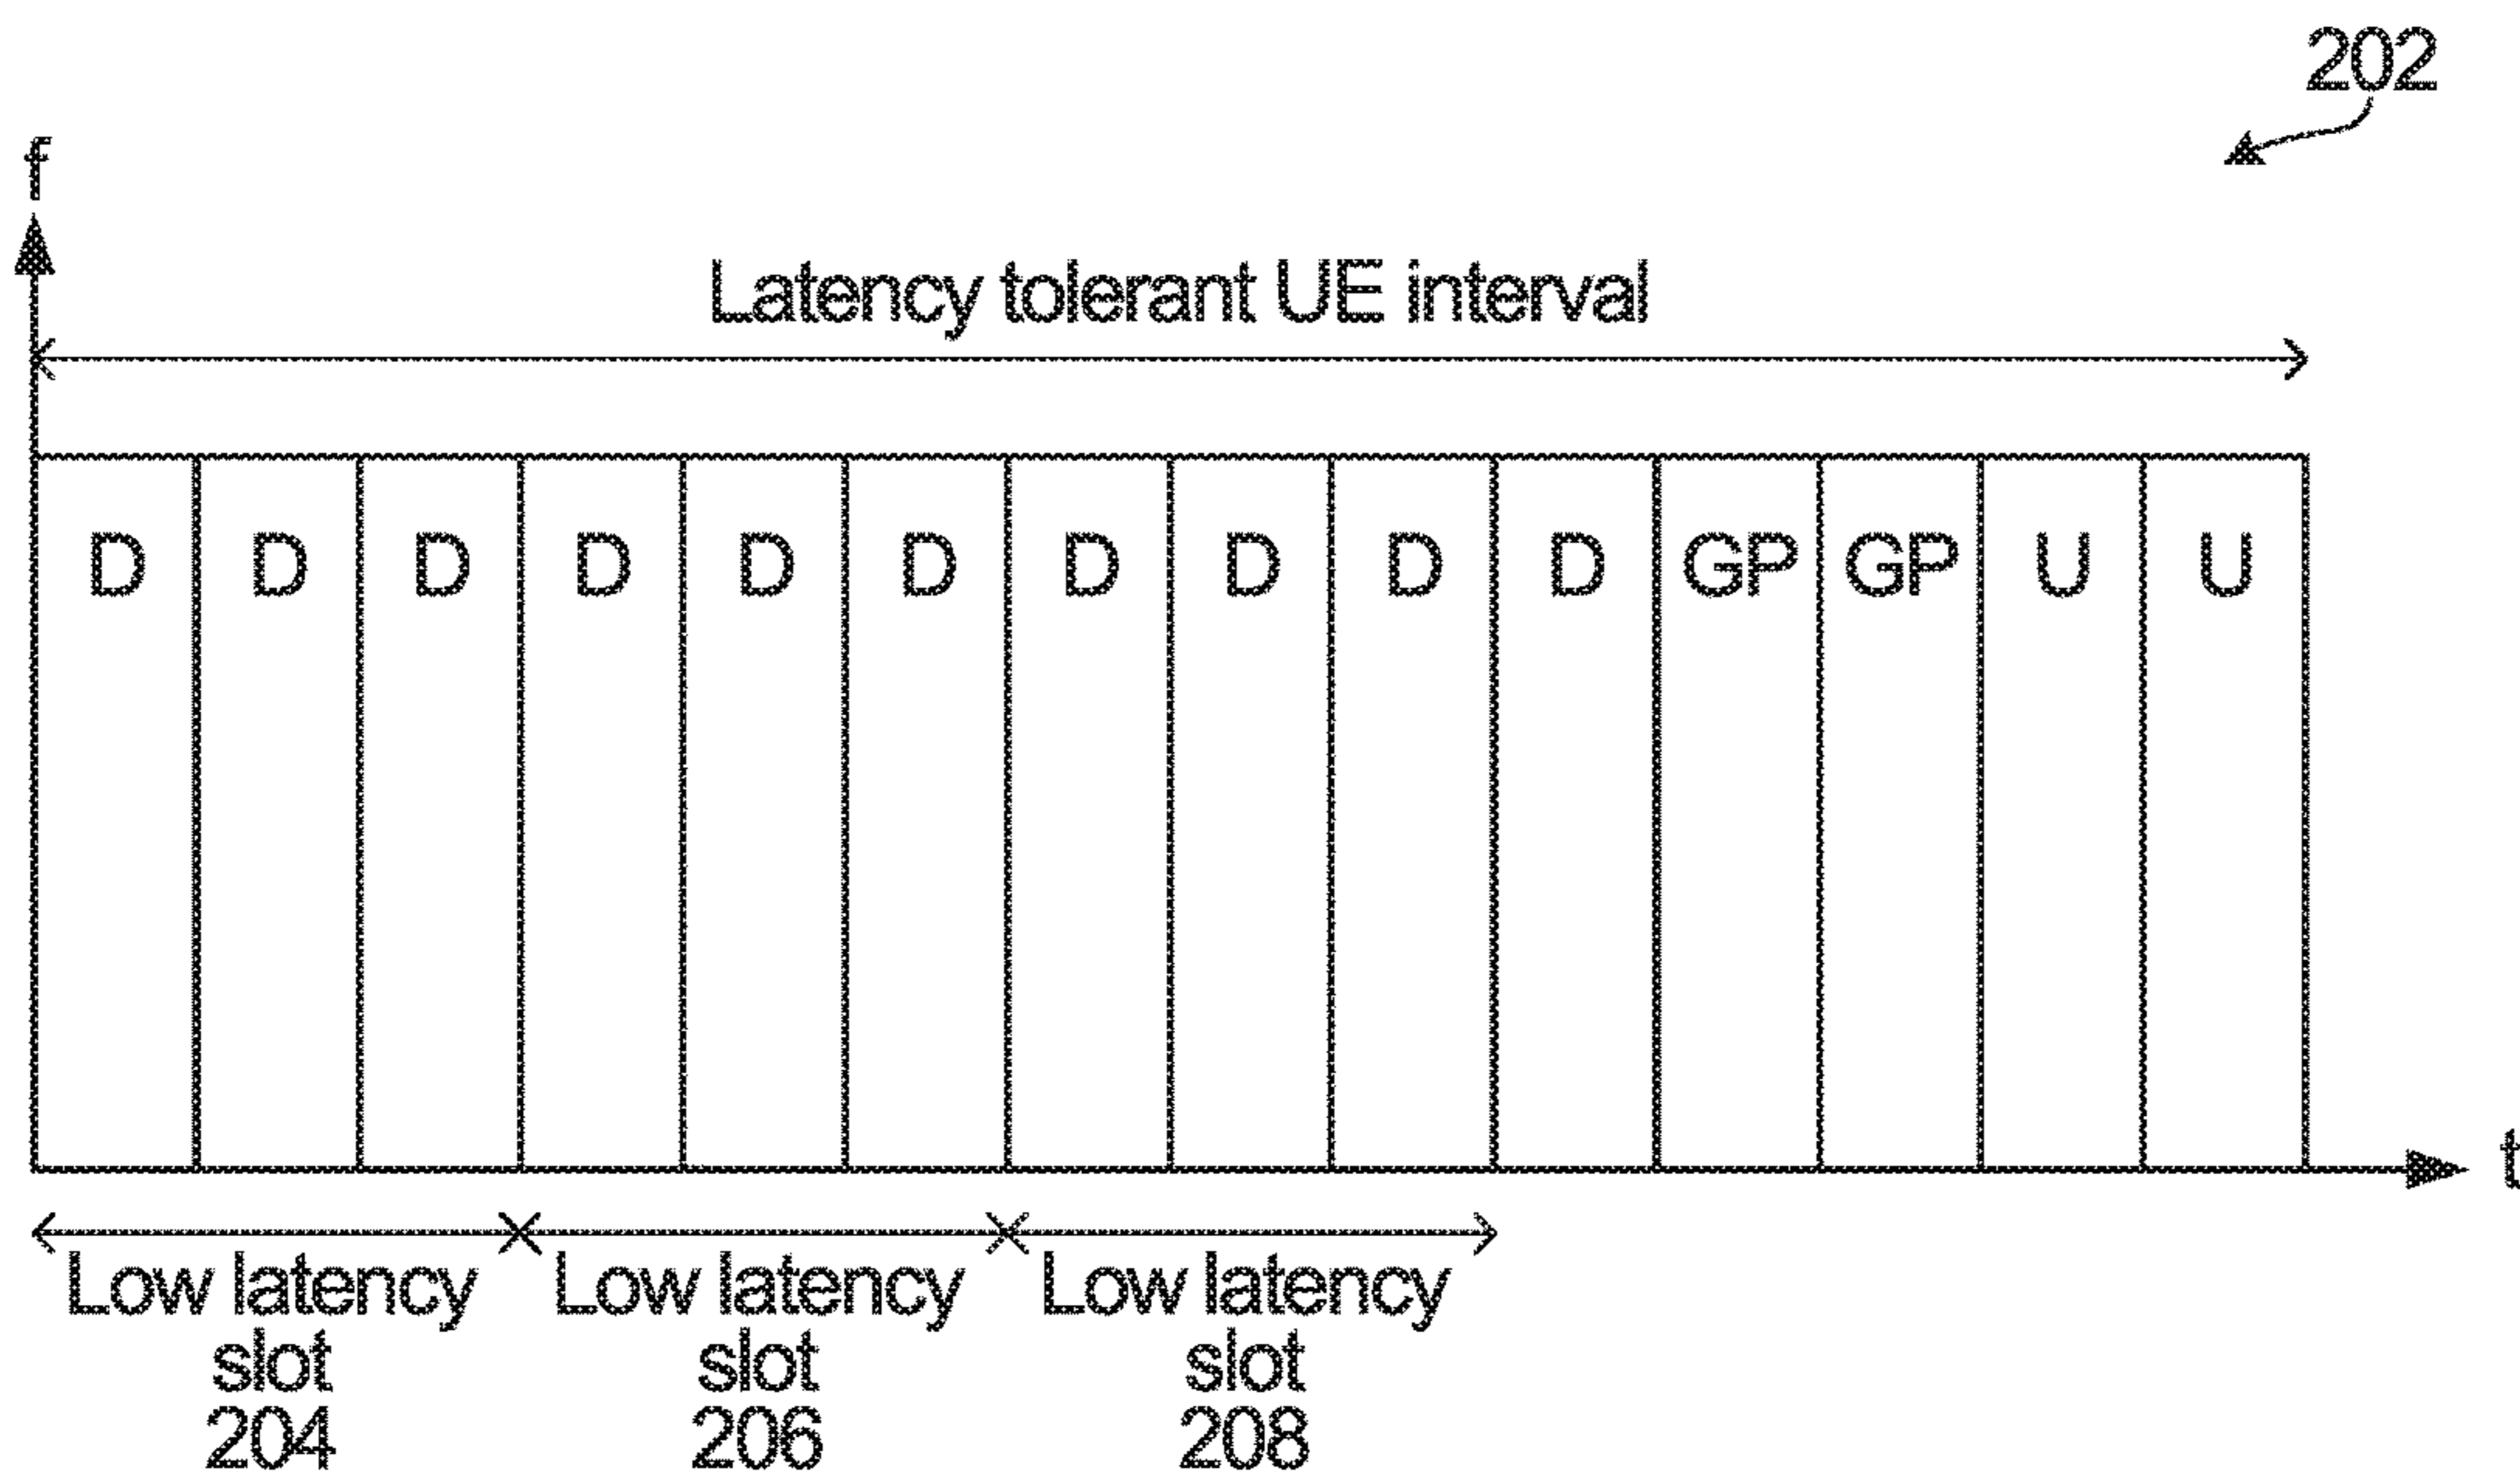 202
f
Latency tolerant UE interval
D D D D D D D D D D GP GP U U
t
Low latency Low latency Low latency
slot slot slot
204 206 208